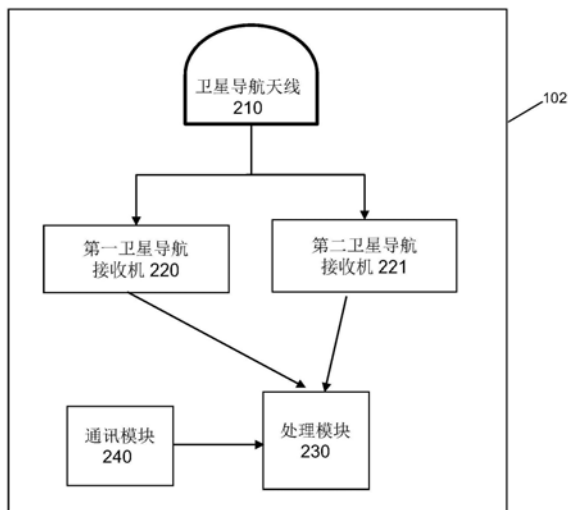 卫星导航天线
210
102
第一卫星导航
接收机 220
第二卫星导航
接收机 221
通讯模块
240
处理模块
230